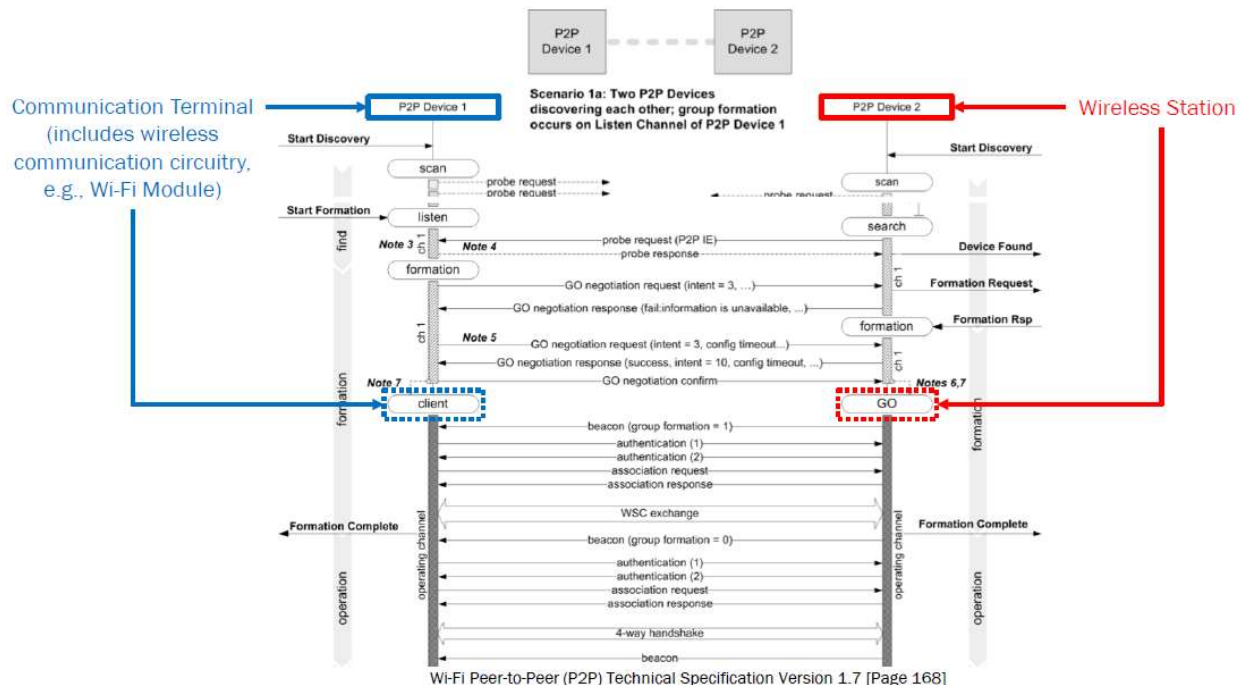 P2P
Device 1
P2P
Device 2
Scenario 1a: Two P2P Devices
discovering each other; group formation
occurs on Listen Channel of P2P Device 1
Communication Terminal
(includes wireless
communication circuitry,
e.g., Wi-Fi Module)
P2P Device 1
P2P Device 2
Wireless Station
Start Discovery
Start Discovery
scan
scan
probe request
probe request
probe request
Start Formation
listen
search
find
Note 3
ch 1
Note 4
probe request (P2P IE)
probe response
Device Found
ch 1
formation
GO negotiation request (intent = 3, ...)
Formation Request
GO negotiation response (fail:information is unavailable, ...)
formation
Formation Rsp
ch 1
Note 5
GO negotiation request (intent = 3, config timeout...)
GO negotiation response (success, intent = 10, config timeout, ...)
ch 1
Note 7
GO negotiation confirm
Notes 6,7
formation
client
GO
formation
beacon (group formation = 1)
authentication (1)
authentication (2)
association request
association response
WSC exchange
Formation Complete
Formation Complete
operating channel
operating channel
beacon (group formation = 0)
authentication (1)
authentication (2)
operation
operation
association request
association response
4-way handshake
beacon
Wi-Fi Peer-to-Peer (P2P) Technical Specification Version 1.7 [Page 168]